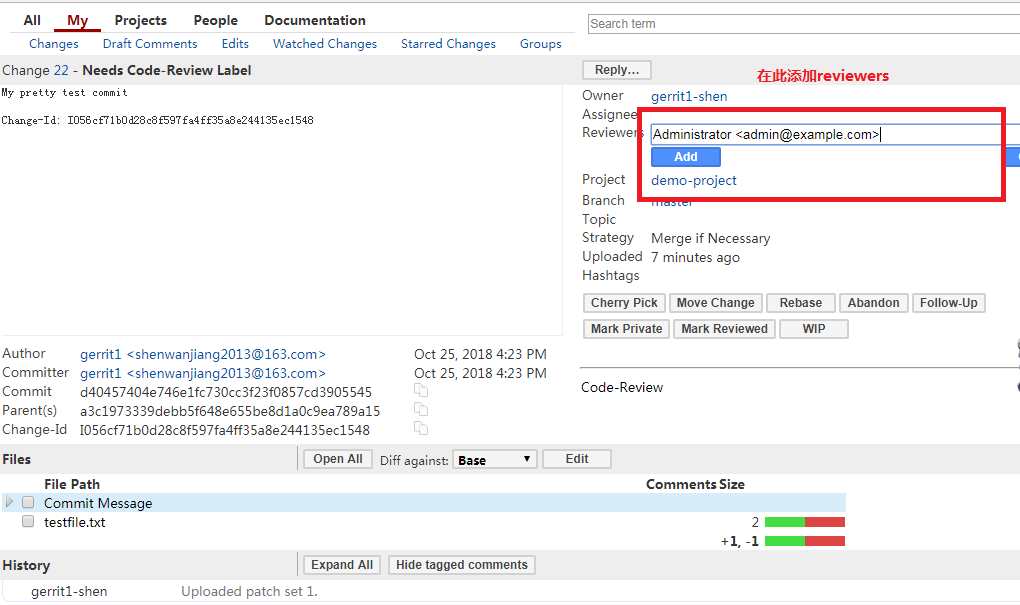 All My Projects People Documentation
Search term
Changes Draft Comments Edits Watched Changes Starred Changes Groups
Change 22 - Needs Code-Review Label
Reply…
在此添加reviewers
My pretty test commit
Change-Id: I056cf71b0d28c8f597fa4ff35a8e244135ec1548
Owner gerrit1-shen
Assignee
Reviewers Administrator <admin@example.com>
Add
Project demo-project
Branch master
Topic
Strategy Merge if Necessary
Uploaded 7 minutes ago
Hashtags
Cherry Pick Move Change Rebase Abandon Follow-Up
Mark Private Mark Reviewed WIP
Author gerrit1 <shenwanjiang2013@163.com> Oct 25, 2018 4:23 PM
Committer gerrit1 <shenwanjiang2013@163.com> Oct 25, 2018 4:23 PM
Commit d40457404e746e1fc730cc3f23f0857cd3905545
Parent(s) a3c1973339debb5f648e655be8d1a0c9ea789a15
Change-Id I056cf71b0d28c8f597fa4ff35a8e244135ec1548
Code-Review
Files Open All Diff against: Base Edit
File Path Comments Size
Commit Message
testfile.txt 2
+1, -1
History Expand All Hide tagged comments
gerrit1-shen Uploaded patch set 1.